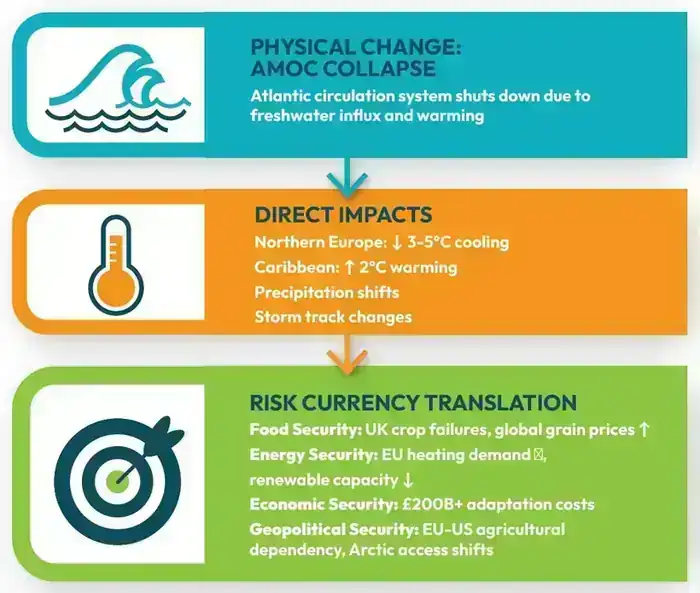 PHYSICAL CHANGE:
AMOC COLLAPSE
Atlantic circulation system shuts down due to
freshwater influx and warming
DIRECT IMPACTS
Northern Europe: ↓ 3-5°C cooling
Caribbean: ↑ 2°C warming
Precipitation shifts
Storm track changes
RISK CURRENCY TRANSLATION
Food Security: UK crop failures, global grain prices ↑
Energy Security: EU heating demand ⍰,
renewable capacity ↓
Economic Security: £200B+ adaptation costs
Geopolitical Security: EU-US agricultural
dependency, Arctic access shifts